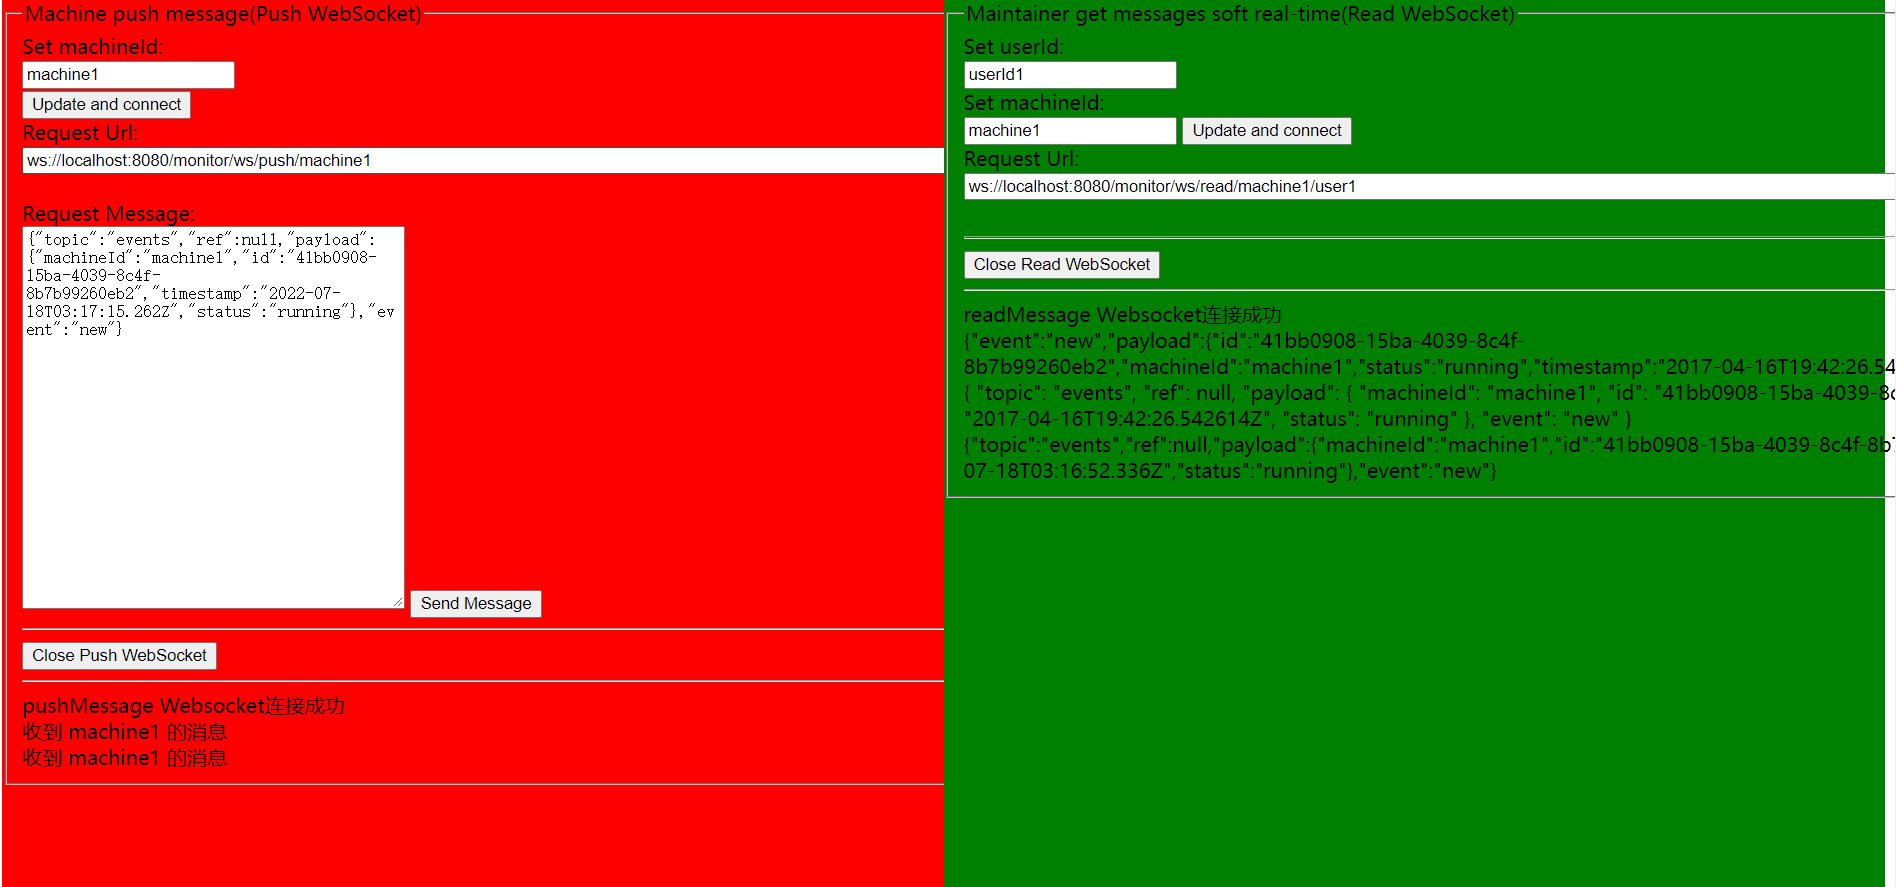 Machine push message(Push WebSocket)
Set machineId:
machine1
Update and connect
Request Url:
ws://localhost:8080/monitor/ws/push/machine1
Request Message:
{"topic":"events","ref":null,"payload":
{"machineId":"machine1","id":"41bb0908-
15ba-4039-8c4f-
8b7b99260eb2","timestamp":"2022-07-
18T03:17:15.262Z","status":"running"},"ev
ent":"new"}
Send Message
Close Push WebSocket
pushMessage Websocket连接成功
收到 machine1 的消息
收到 machine1 的消息
Maintainer get messages soft real-time(Read WebSocket)
Set userId:
userId1
Set machineId:
machine1 Update and connect
Request Url:
ws://localhost:8080/monitor/ws/read/machine1/user1
Close Read WebSocket
readMessage Websocket连接成功
{"event":"new","payload":{"id":"41bb0908-15ba-4039-8c4f-
8b7b99260eb2","machineId":"machine1","status":"running","timestamp":"2017-04-16T19:42:26.54
{ "topic": "events", "ref": null, "payload": { "machineId": "machine1", "id": "41bb0908-15ba-4039-8c
"2017-04-16T19:42:26.542614Z", "status": "running" }, "event": "new" }
{"topic":"events","ref":null,"payload":{"machineId":"machine1","id":"41bb0908-15ba-4039-8c4f-8b7
07-18T03:16:52.336Z","status":"running"},"event":"new"}